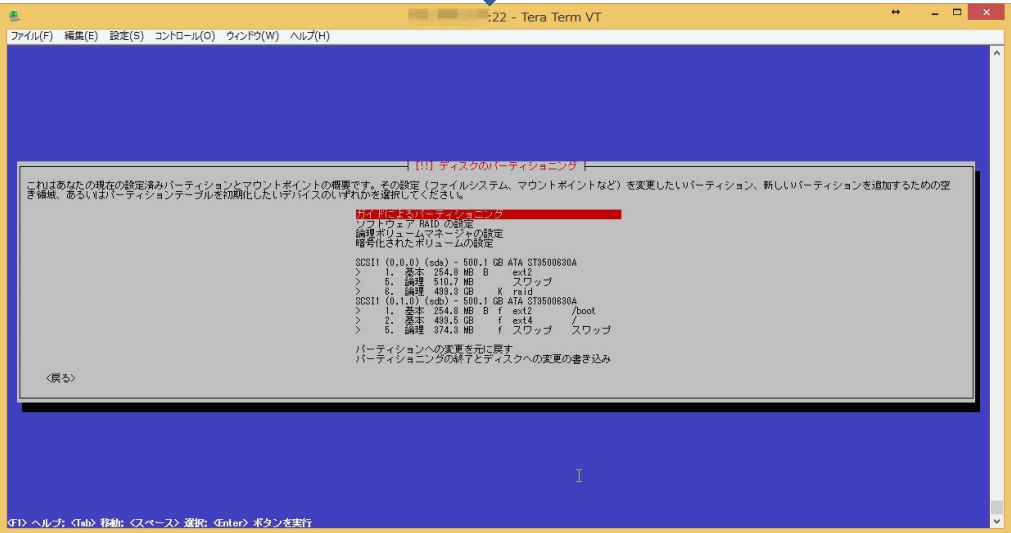 :22 - Tera Term VT
ファイル(F) 編集(E) 設定(S) コントロール(O) ウィンドウ(W) ヘルプ(H)
[!!] ディスクのパーティショニング
これはあなたの現在の設定済みパーティションとマウントポイントの概要です。その設定 (ファイルシステム、マウントポイントなど) を変更したいパーティション、新しいパーティションを追加するための空
き領域、あるいはパーティションテーブルを初期化したいデバイスのいずれかを選択してください。
ガイドによるパーティショニング
ソフトウェア RAID の設定
論理ボリュームマネージャの設定
暗号化されたボリュームの設定
SCSI1 (0,0,0) (sda) - 500.1 GB ATA ST3500630A
> 1. 基本 254.8 MB B ext2
> 5. 論理 510.7 MB スワップ
> 6. 論理 499.3 GB K raid
SCSI1 (0,1,0) (sdb) - 500.1 GB ATA ST3500630A
> 1. 基本 254.8 MB B f ext2 /boot
> 2. 基本 499.5 GB f ext4 /
> 5. 論理 374.3 MB f スワップ スワップ
パーティションへの変更を元に戻す
パーティショニングの終了とディスクへの変更の書き込み
<戻る>
<F1> ヘルプ; <Tab> 移動; <スペース> 選択; <Enter> ボタンを実行